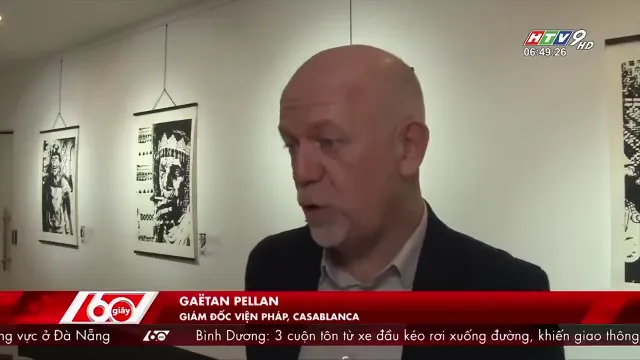 HTV9 HD
06:49:26
60 giây
GAËTAN PELLAN
GIÁM ĐỐC VIỆN PHÁP, CASABLANCA
vực ở Đà Nẵng 60 Bình Dương: 3 cuộn tôn từ xe đầu kéo rơi xuống đường, khiến giao thông